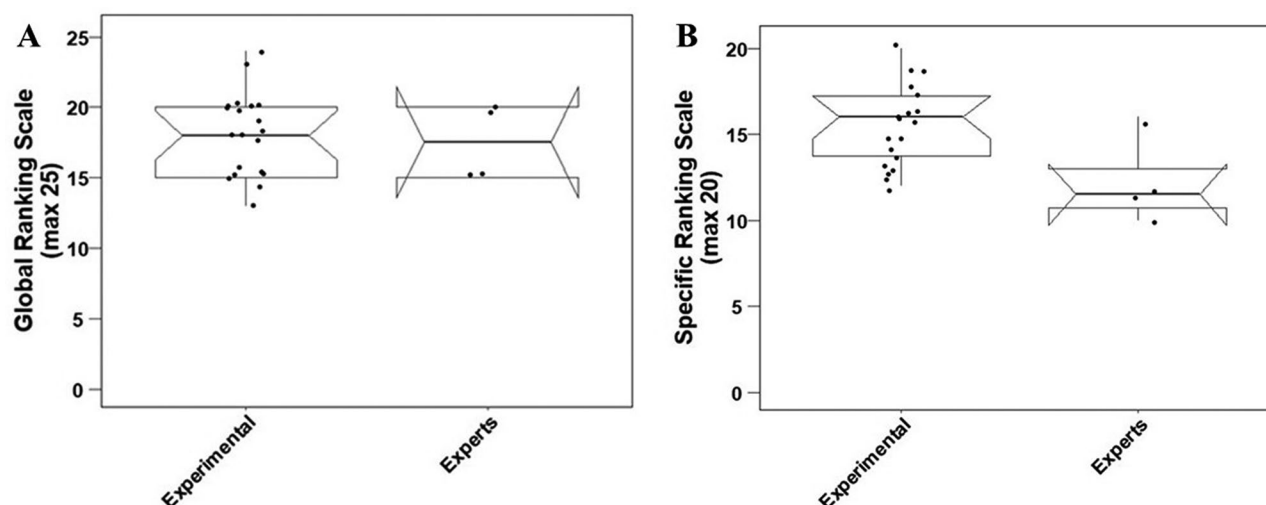 A
Global Ranking Scale
(max 25)
25
20
15
10
5
0
Experimental
Experts
B
Specific Ranking Scale
(max 20)
20
15
10
5
0
Experimental
Experts